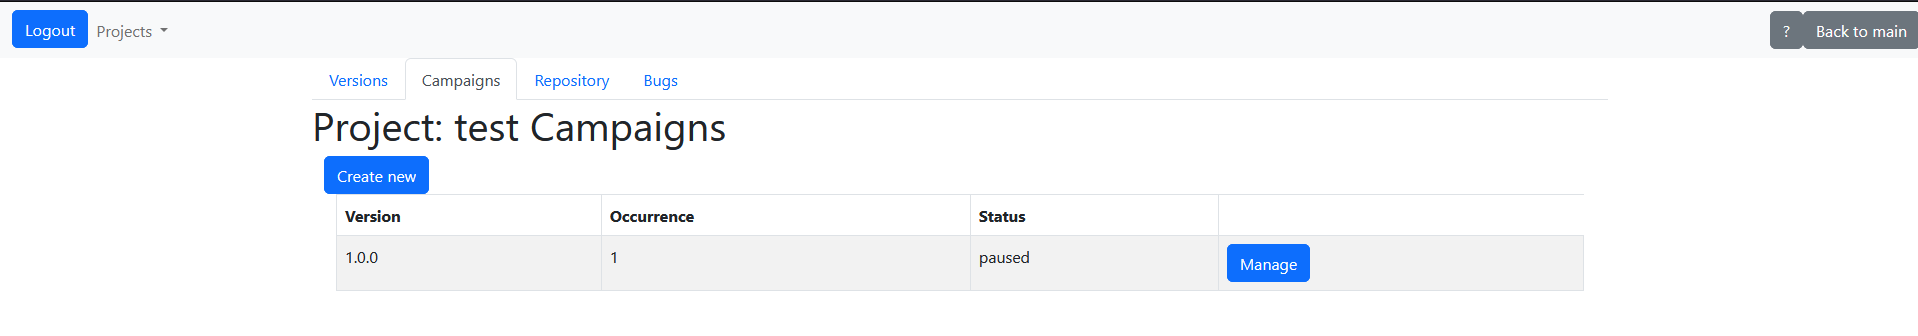 Logout Projects ? Back to main
Versions Campaigns Repository Bugs
Project: test Campaigns
Create new
Version Occurrence Status
1.0.0 1 paused Manage